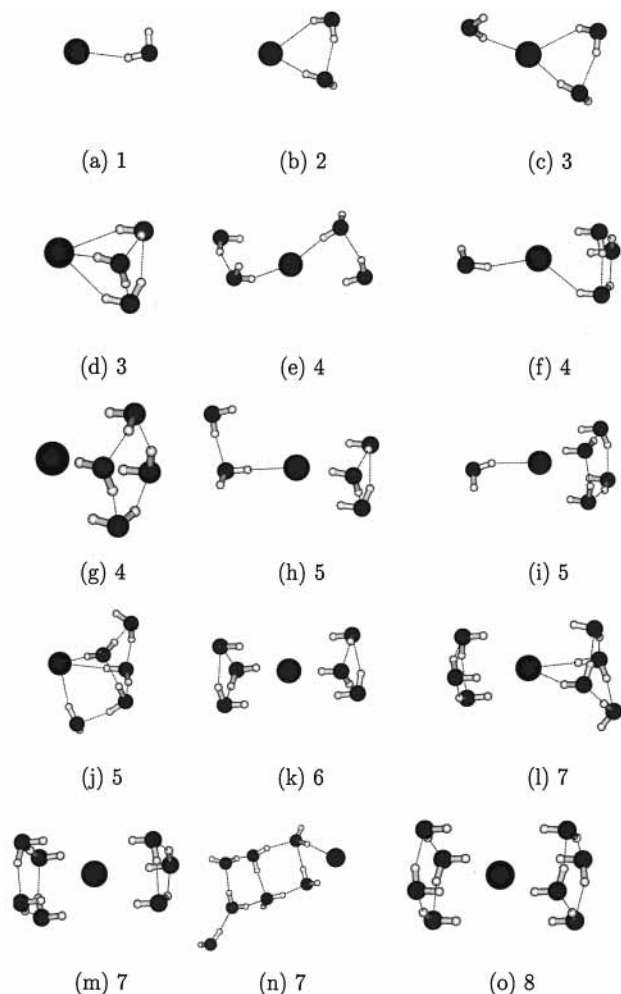 (a) 1 (b) 2 (c) 3
(d) 3 (e) 4 (f) 4
(g) 4 (h) 5 (i) 5
(j) 5 (k) 6 (l) 7
(m) 7 (n) 7 (o) 8